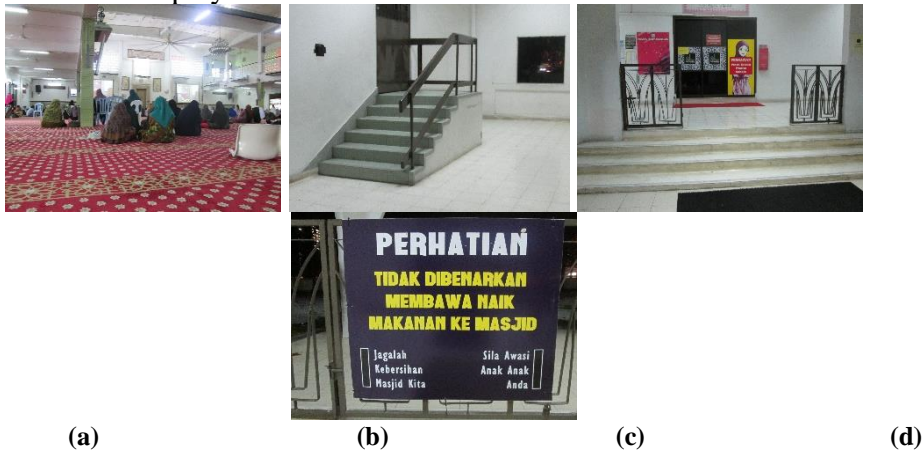 PERHATIAN
TIDAK DIBENARKAN
MEMBAWA NAIK
MAKANAN KE MASJID
Jagalah
Kebersihan
Masjid Kita
Sila Awasi
Anak Anak
Anda
(a) (b) (c) (d)